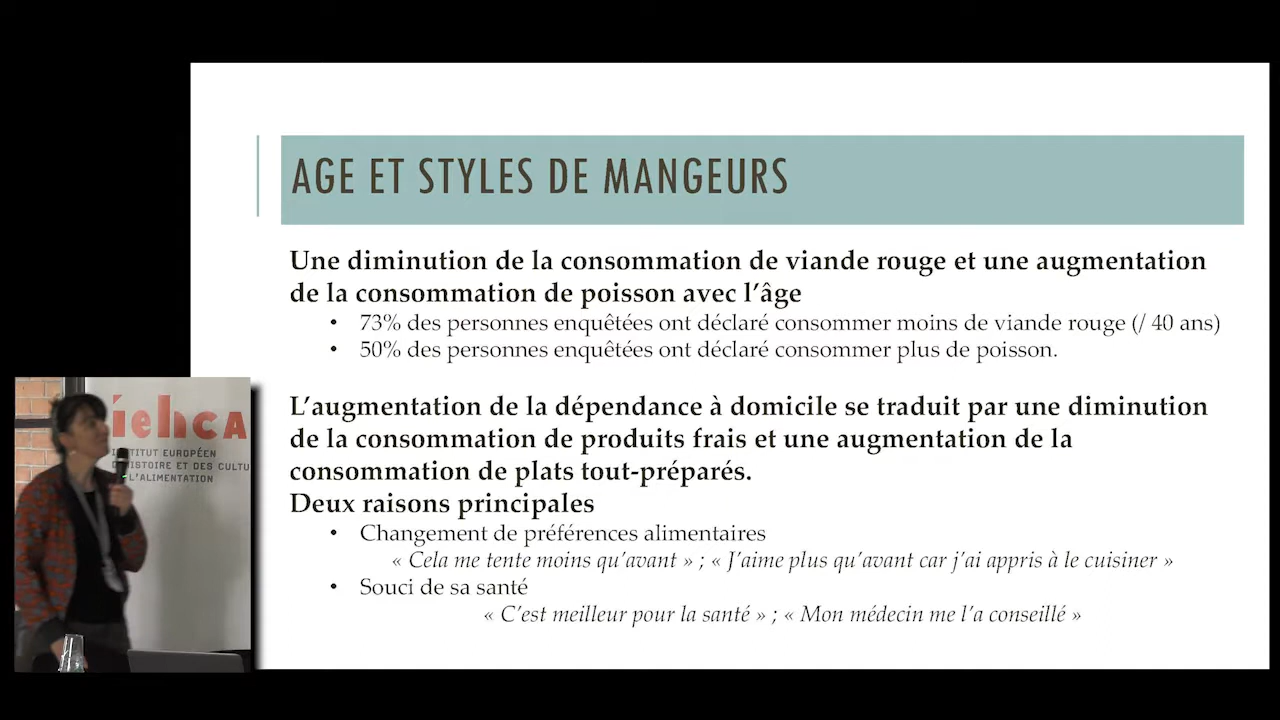 AGE ET STYLES DE MANGEURS
Une diminution de la consommation de viande rouge et une augmentation
de la consommation de poisson avec l’âge
• 73% des personnes enquêtées ont déclaré consommer moins de viande rouge (/ 40 ans)
• 50% des personnes enquêtées ont déclaré consommer plus de poisson.
L’augmentation de la dépendance à domicile se traduit par une diminution
de la consommation de produits frais et une augmentation de la
consommation de plats tout-préparés.
Deux raisons principales
• Changement de préférences alimentaires
« Cela me tente moins qu’avant » ; « J’aime plus qu’avant car j’ai appris à le cuisiner »
• Souci de sa santé
« C’est meilleur pour la santé » ; « Mon médecin me l’a conseillé »
iehca
INSTITUT EUROPÉEN
D'HISTOIRE ET DES CULTU
L'ALIMENTATION